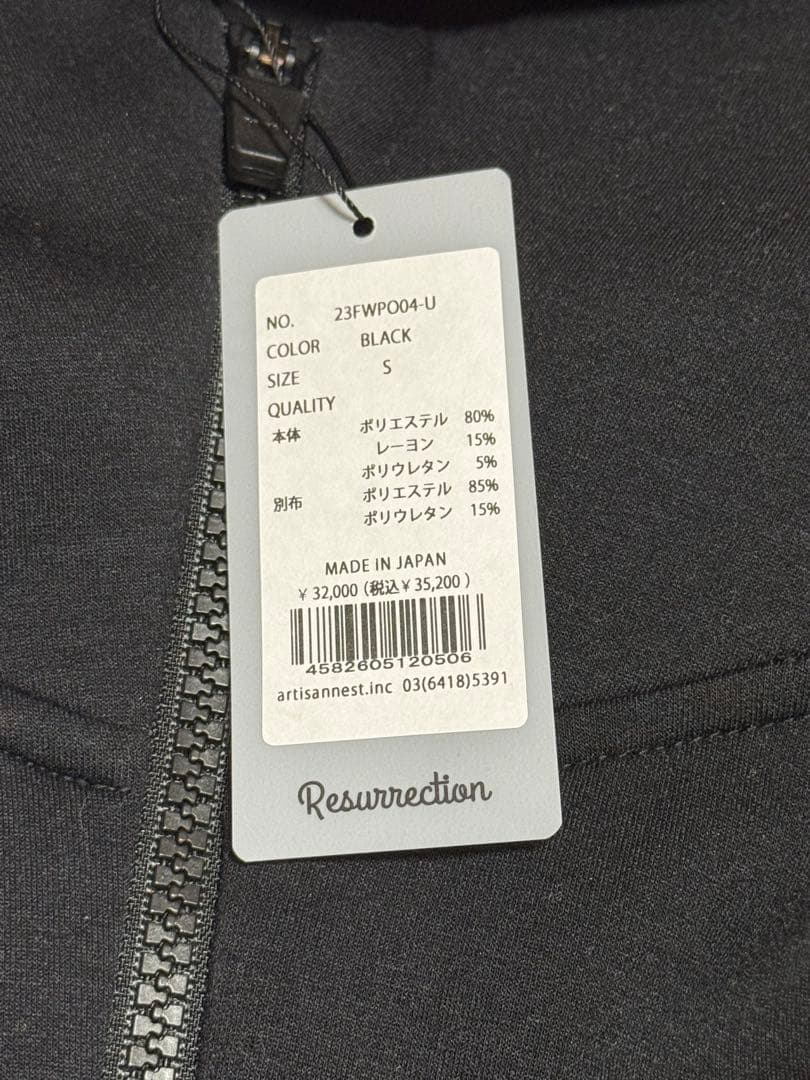 NO. 23FWPO04-U
COLOR BLACK
SIZE S
QUALITY
本体 ポリエステル 80%
レーヨン 15%
ポリウレタン 5%
別布 ポリエステル 85%
ポリウレタン 15%
MADE IN JAPAN
¥ 32,000 (税込¥ 35,200 )
4582605120506
artisannest.inc 03(6418)5391
Resurrection